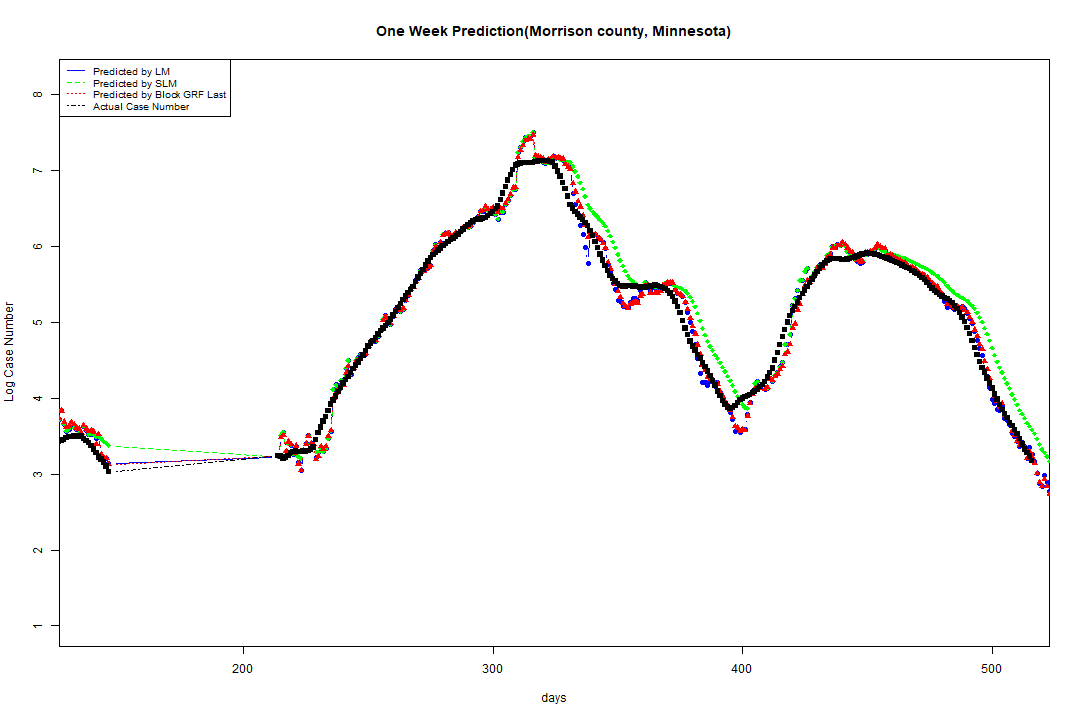 One Week Prediction(Morrison county, Minnesota)
Predicted by LM
Predicted by SLM
Predicted by Block GRF Last
Actual Case Number
8
7
6
5
4
3
2
1
Log Case Number
200 300 400 500
days